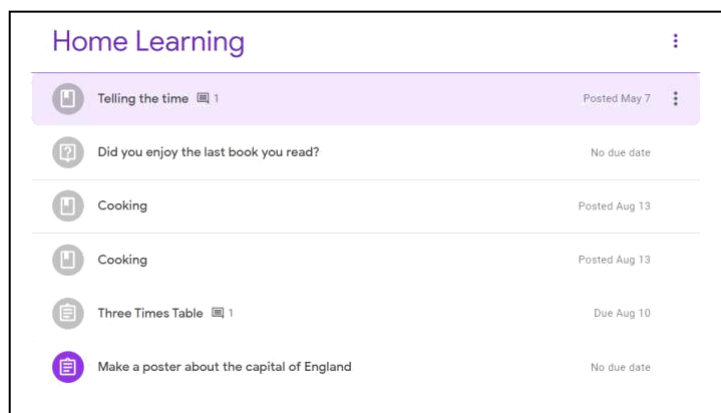 Home Learning
Telling the time 1 Posted May 7
Did you enjoy the last book you read? No due date
Cooking Posted Aug 13
Cooking Posted Aug 13
Three Times Table 1 Due Aug 10
Make a poster about the capital of England No due date